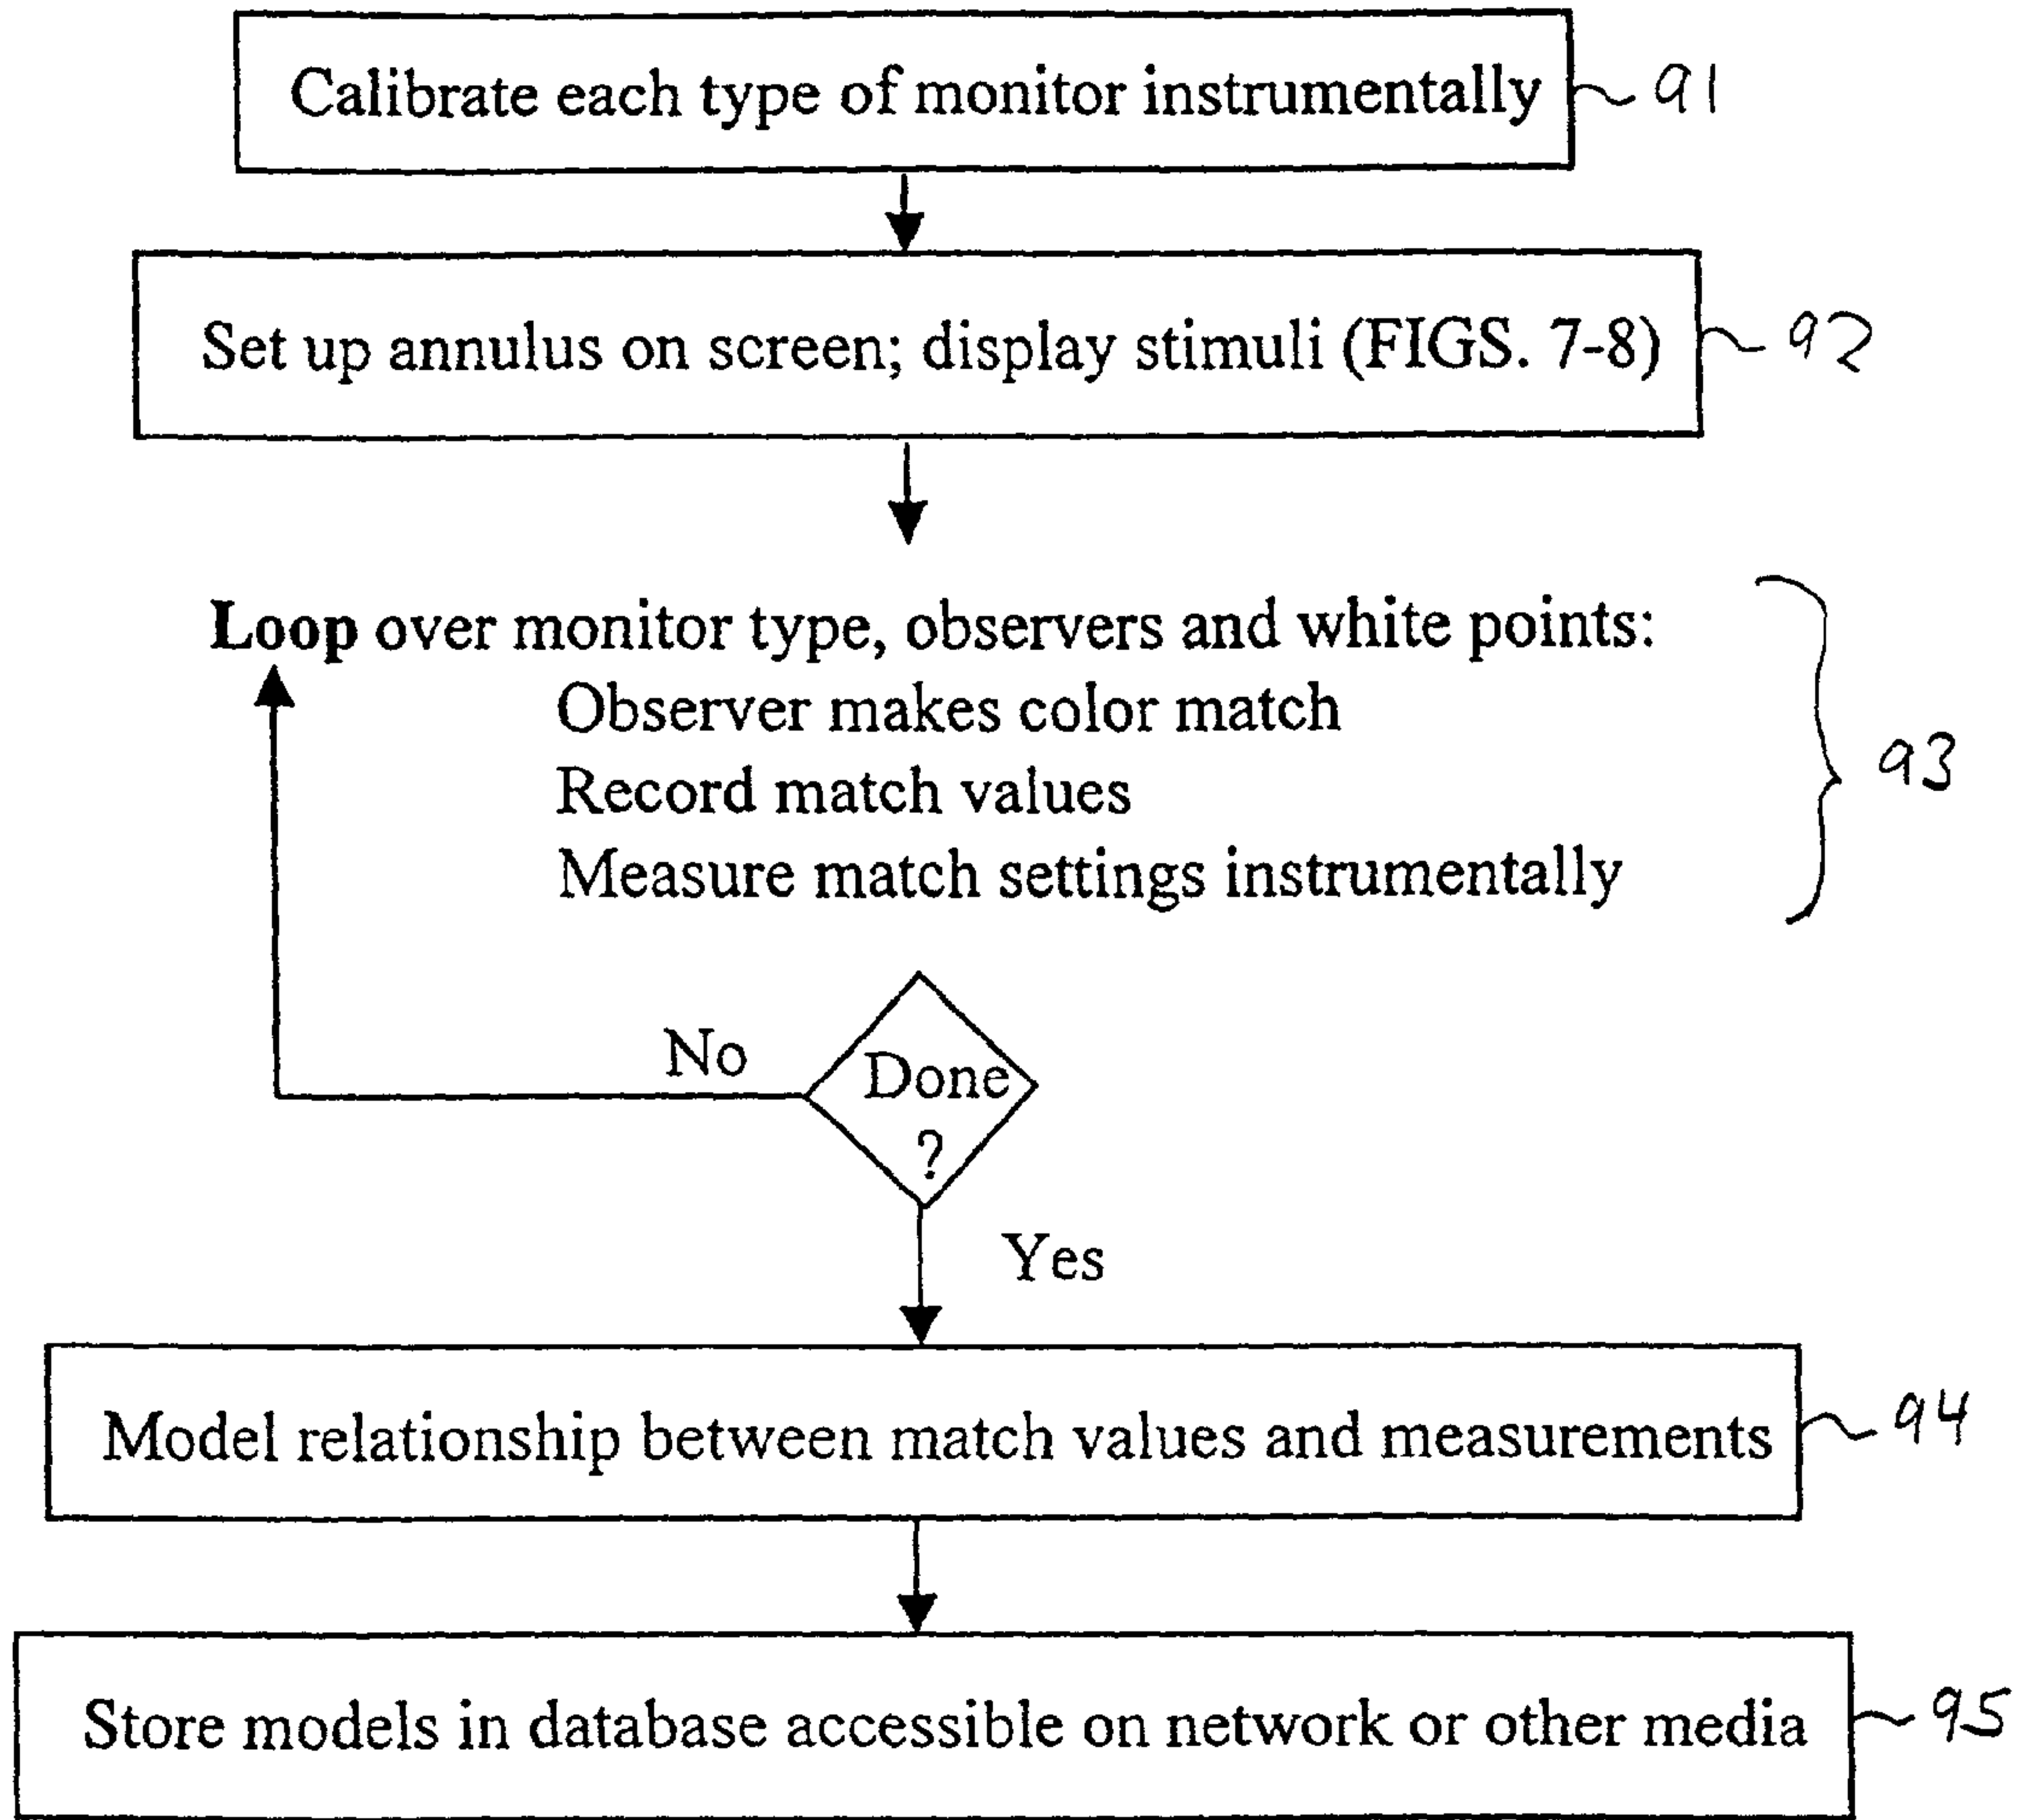 Calibrate each type of monitor instrumentally 91
Set up annulus on screen; display stimuli (FIGS. 7-8) 92
Loop over monitor type, observers and white points:
Observer makes color match
Record match values
Measure match settings instrumentally
93
No
Done
?
Yes
Model relationship between match values and measurements 94
Store models in database accessible on network or other media 95